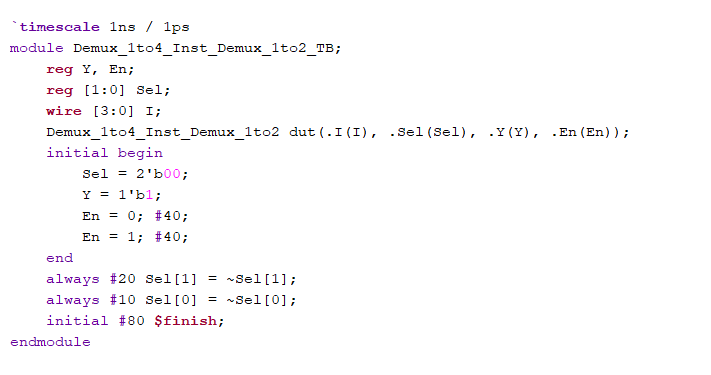 `timescale 1ns / 1ps
module Demux_1to4_Inst_Demux_1to2_TB;
    reg Y, En;
    reg [1:0] Sel;
    wire [3:0] I;
    Demux_1to4_Inst_Demux_1to2 dut(.I(I), .Sel(Sel), .Y(Y), .En(En));
    initial begin
        Sel = 2'b00;
        Y = 1'b1;
        En = 0; #40;
        En = 1; #40;
    end
    always #20 Sel[1] = ~Sel[1];
    always #10 Sel[0] = ~Sel[0];
    initial #80 $finish;
endmodule